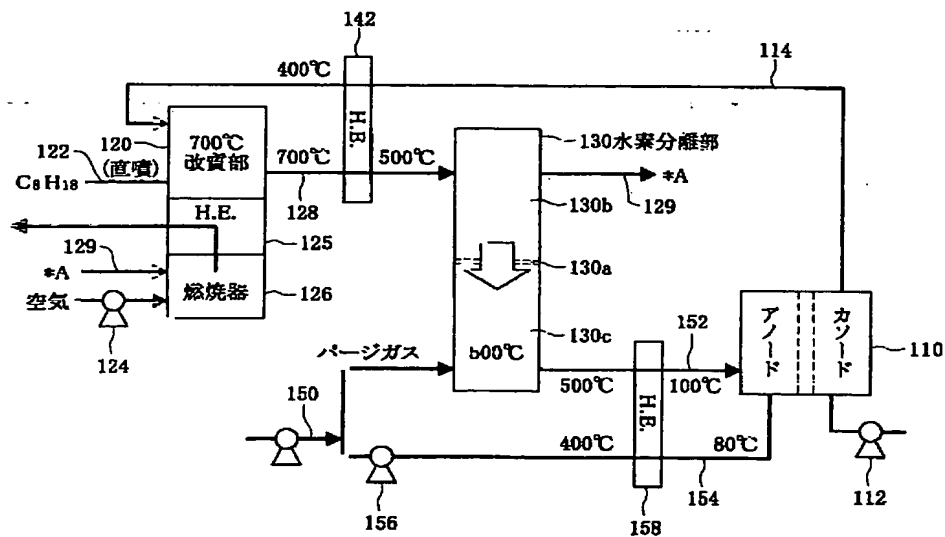 142
400℃
114
120
700℃
改質部
122
(直噴)
C8H18
H.E.
700℃
500℃
128
130水素分離部
*A
129
130b
H.E.
125
129
*A
130a
空気
燃焼器
126
124
130c
b00℃
アノード
カソード
110
パージガス
152
500℃
100℃
H.E.
150
400℃
80℃
156
158
154
112